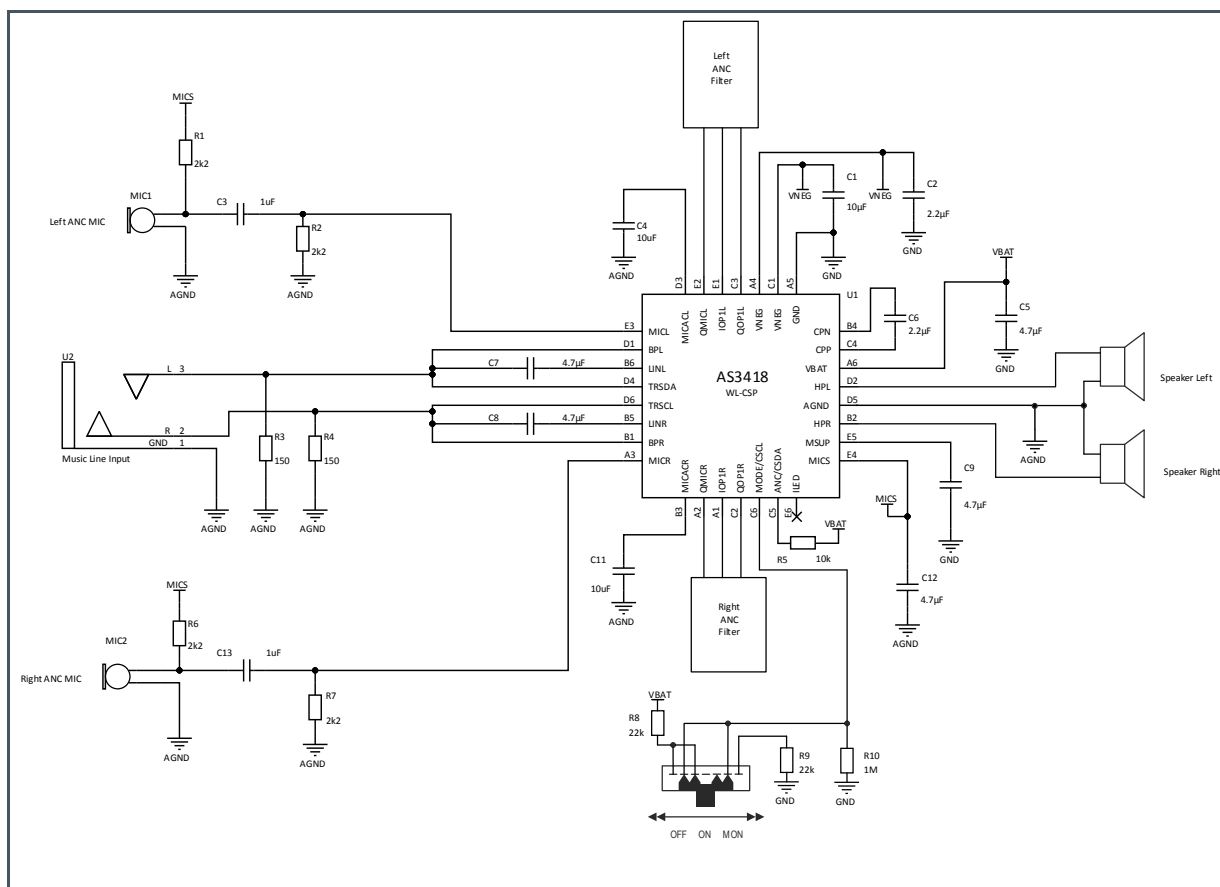 Left
ANC
Filter
MICS
R1
2k2
MIC1
Left ANC MIC
C3
1uF
R2
2k2
AGND
AGND
C4
10uF
AGND
VNEG
C1
10µF
VNEG
C2
2.2µF
GND
GND
VBAT
C5
4.7µF
GND
D3
E2
E1
C3
A4
C1
A5
MICACL
QMICL
IOP1L
QOP1L
VNEG
VNEG
GND
U1
E3
MICL
D1
BPL
B6
LINL
D4
TRSDA
D6
TRSCL
B5
LINR
B1
BPR
A3
MICR
AS3418
WL-CSP
CPN
B4
CPP
C4
VBAT
A6
HPL
D2
AGND
D5
HPR
B2
MSUP
E5
MICS
E4
C6
2.2µF
C7
4.7µF
C8
4.7µF
U2
L
3
R
2
GND
1
Music Line Input
R3
150
R4
150
AGND
AGND
AGND
Speaker Left
AGND
Speaker Right
C9
4.7µF
GND
MICS
C12
4.7µF
AGND
MICACR
QMICR
IOP1R
QOP1R
MODE/CSCL
ANC/CSDA
ILED
B3
A2
A1
C2
C6
C5
E6
VBAT
R5
10k
C11
10uF
AGND
Right
ANC
Filter
MICS
R6
2k2
MIC2
Right ANC MIC
C13
1uF
R7
2k2
AGND
AGND
VBAT
R8
22k
R9
22k
GND
R10
1M
GND
OFF ON MON